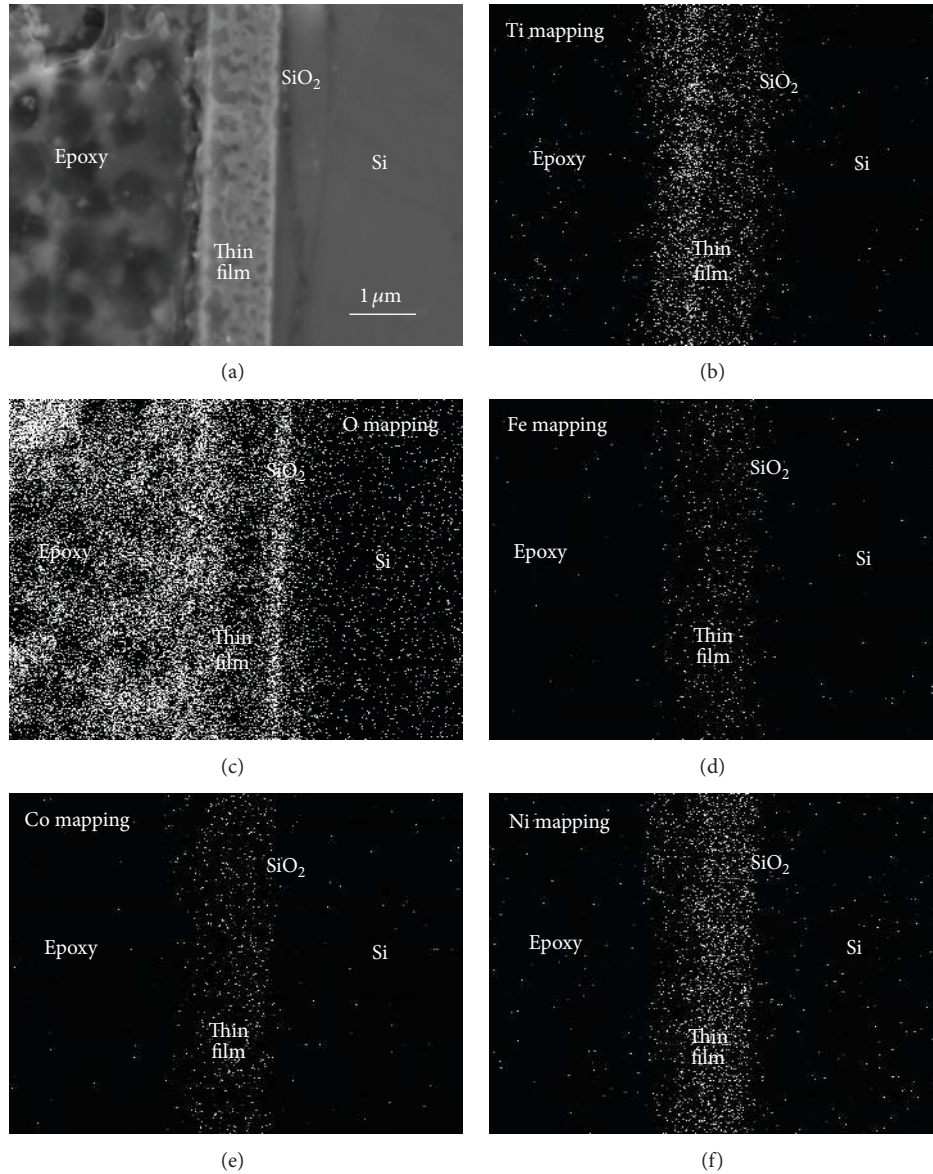 SiO₂
Epoxy
Si
Thin
film
1 μm
(a)
Ti mapping
SiO₂
Epoxy
Si
Thin
film
(b)
O mapping
SiO₂
Epoxy
Si
Thin
film
(c)
Fe mapping
SiO₂
Epoxy
Si
Thin
film
(d)
Co mapping
SiO₂
Epoxy
Si
Thin
film
(e)
Ni mapping
SiO₂
Epoxy
Si
Thin
film
(f)